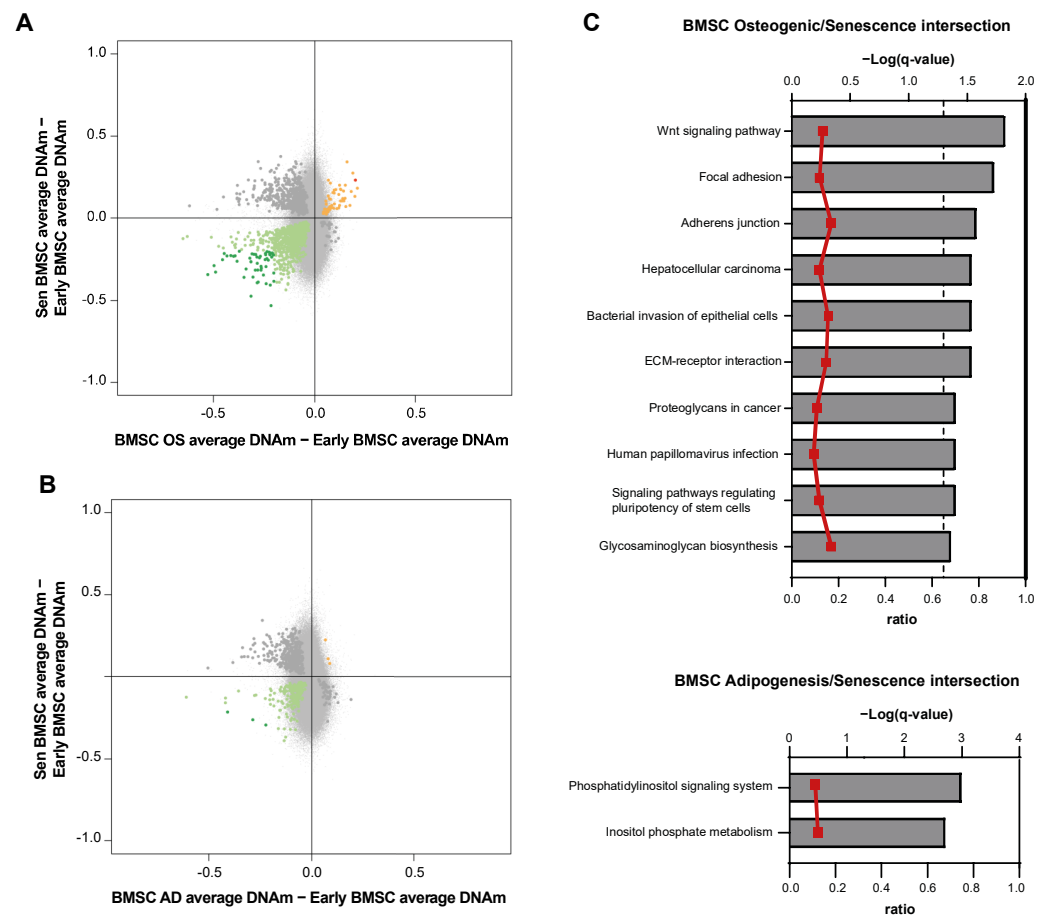 A
1.0
0.5
0.0
-0.5
-1.0
Sen BMSC average DNAm –
Early BMSC average DNAm
-0.5
0.0
0.5
BMSC OS average DNAm – Early BMSC average DNAm
B
1.0
0.5
-0.5
-1.0
Sen BMSC average DNAm –
Early BMSC average DNAm
-0.5
0.0
0.5
BMSC AD average DNAm – Early BMSC average DNAm
C
BMSC Osteogenic/Senescence intersection
–Log(q-value)
0.0 0.5 1.0 1.5 2.0
Wnt signaling pathway
Focal adhesion
Adherens junction
Hepatocellular carcinoma
Bacterial invasion of epithelial cells
ECM-receptor interaction
Proteoglycans in cancer
Human papillomavirus infection
Signaling pathways regulating
pluripotency of stem cells
Glycosaminoglycan biosynthesis
0.0 0.2 0.4 0.6 0.8 1.0
ratio
BMSC Adipogenesis/Senescence intersection
–Log(q-value)
0 1 2 3 4
Phosphatidylinositol signaling system
Inositol phosphate metabolism
0.0 0.2 0.4 0.6 0.8 1.0
ratio